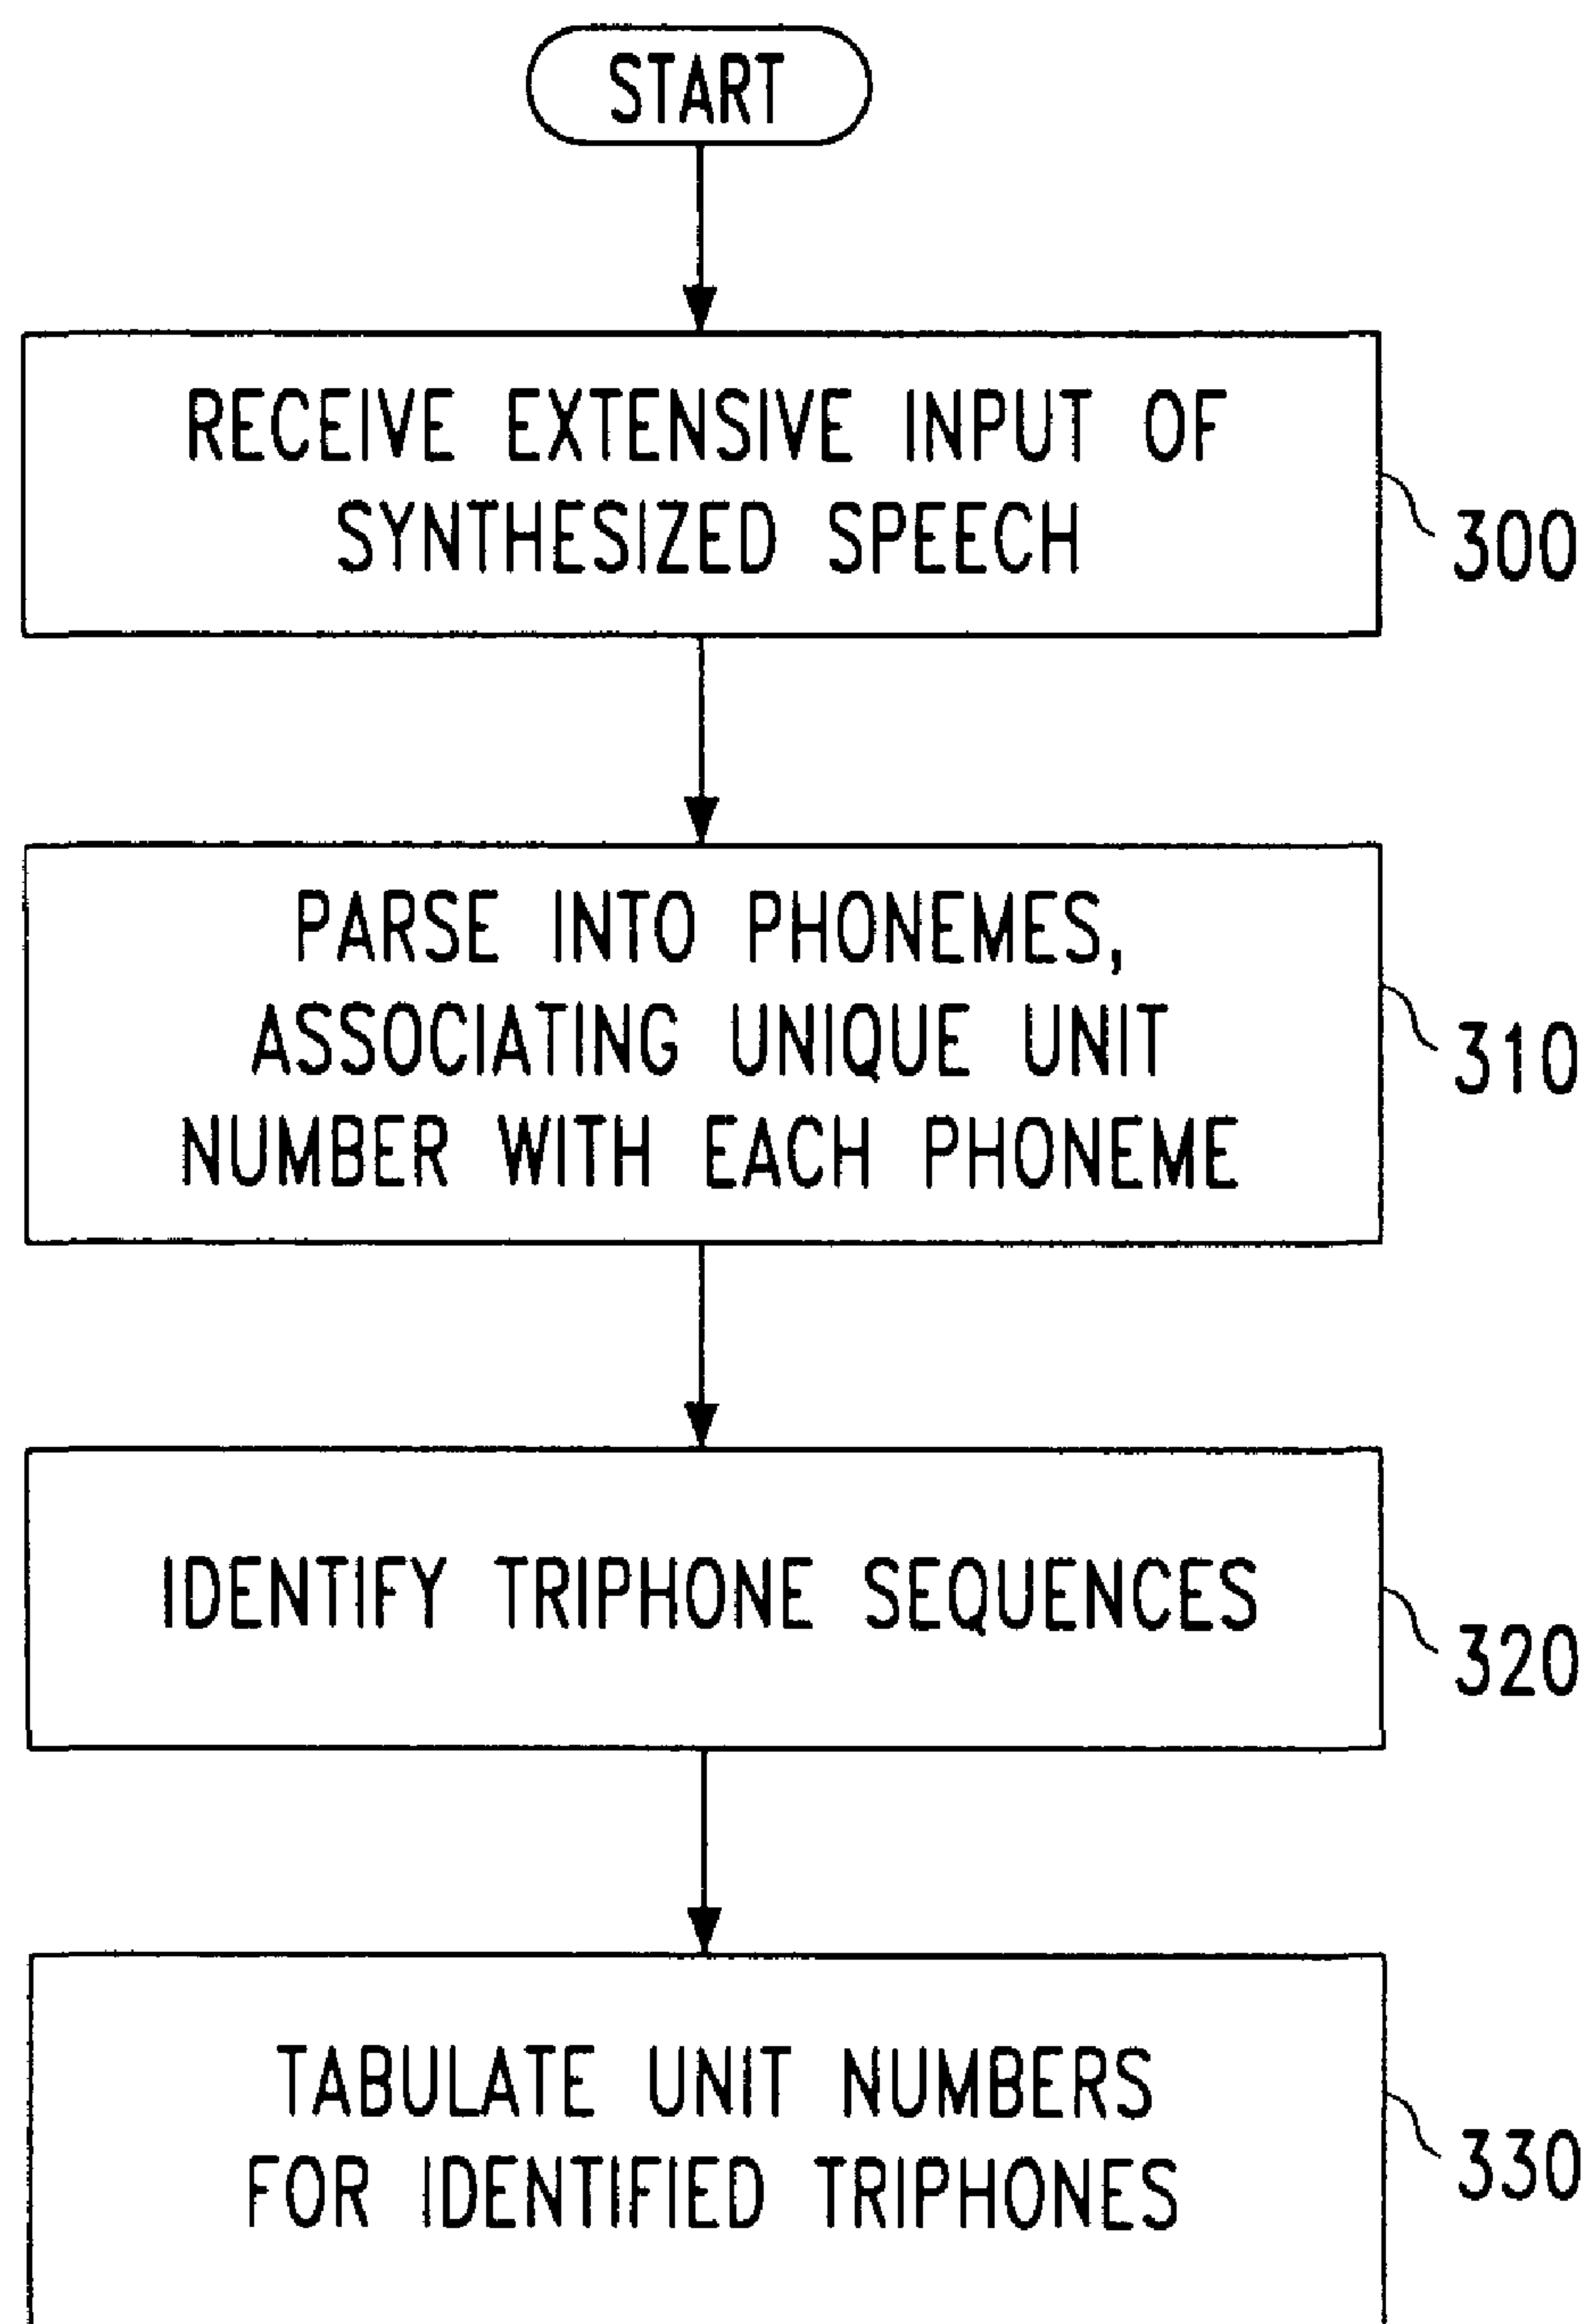 START
RECEIVE EXTENSIVE INPUT OF
SYNTHESIZED SPEECH
300
PARSE INTO PHONEMES,
ASSOCIATING UNIQUE UNIT
NUMBER WITH EACH PHONEME
310
IDENTIFY TRIPHONE SEQUENCES
320
TABULATE UNIT NUMBERS
FOR IDENTIFIED TRIPHONES
330